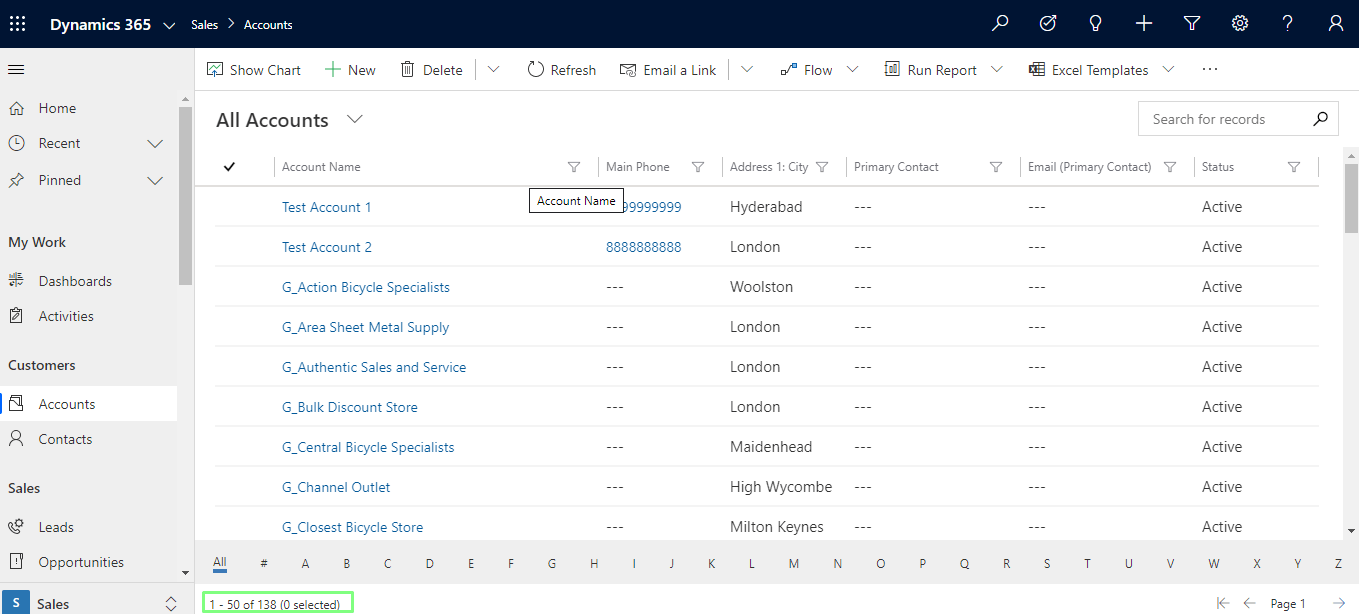 Dynamics 365 Sales > Accounts
Show Chart New Delete Refresh Email a Link Flow Run Report Excel Templates ...
Home
Recent
Pinned
My Work
Dashboards
Activities
Customers
Accounts
Contacts
Sales
Leads
Opportunities
S Sales
All Accounts
Search for records
Account Name Main Phone Address 1: City Primary Contact Email (Primary Contact) Status
Account Name
Test Account 1 99999999 Hyderabad --- --- Active
Test Account 2 8888888888 London --- --- Active
G_Action Bicycle Specialists --- Woolston --- --- Active
G_Area Sheet Metal Supply --- London --- --- Active
G_Authentic Sales and Service --- London --- --- Active
G_Bulk Discount Store --- London --- --- Active
G_Central Bicycle Specialists --- Maidenhead --- --- Active
G_Channel Outlet --- High Wycombe --- --- Active
G_Closest Bicycle Store --- Milton Keynes --- --- Active
All # A B C D E F G H I J K L M N O P Q R S T U V W X Y Z
1 - 50 of 138 (0 selected) Page 1